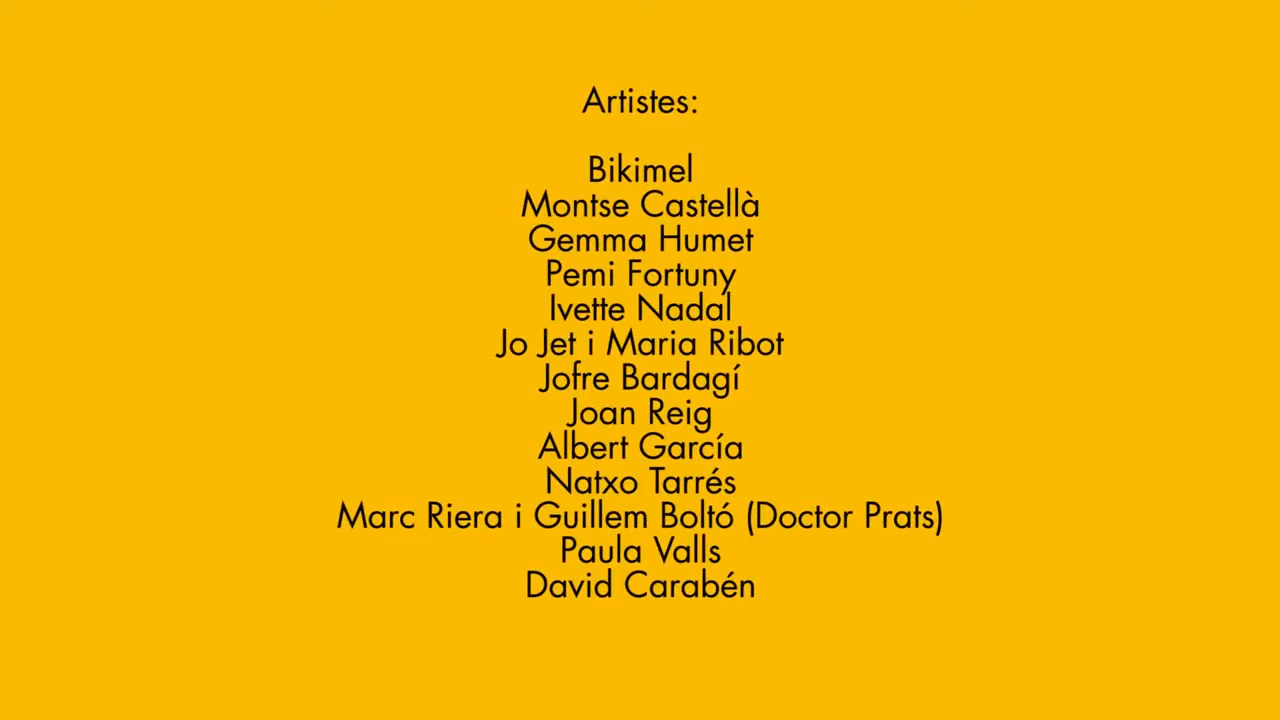 Artistes:
Bikimel
Montse Castellà
Gemma Humet
Pemi Fortuny
Ivette Nadal
Jo Jet i Maria Ribot
Jofre Bardagí
Joan Reig
Albert García
Natxo Tarrés
Marc Riera i Guillem Boltó (Doctor Prats)
Paula Valls
David Carabén